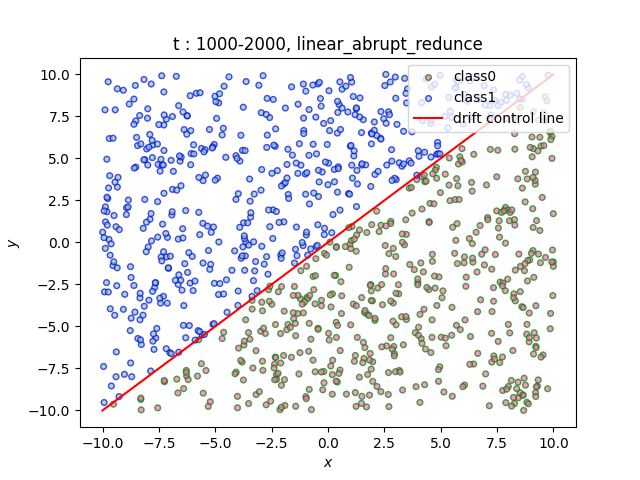 t : 1000-2000, linear_abrupt_redunce
class0
class1
drift control line
10.0
7.5
5.0
2.5
0.0
−2.5
−5.0
−7.5
−10.0
y
−10.0 −7.5 −5.0 −2.5 0.0 2.5 5.0 7.5 10.0
x